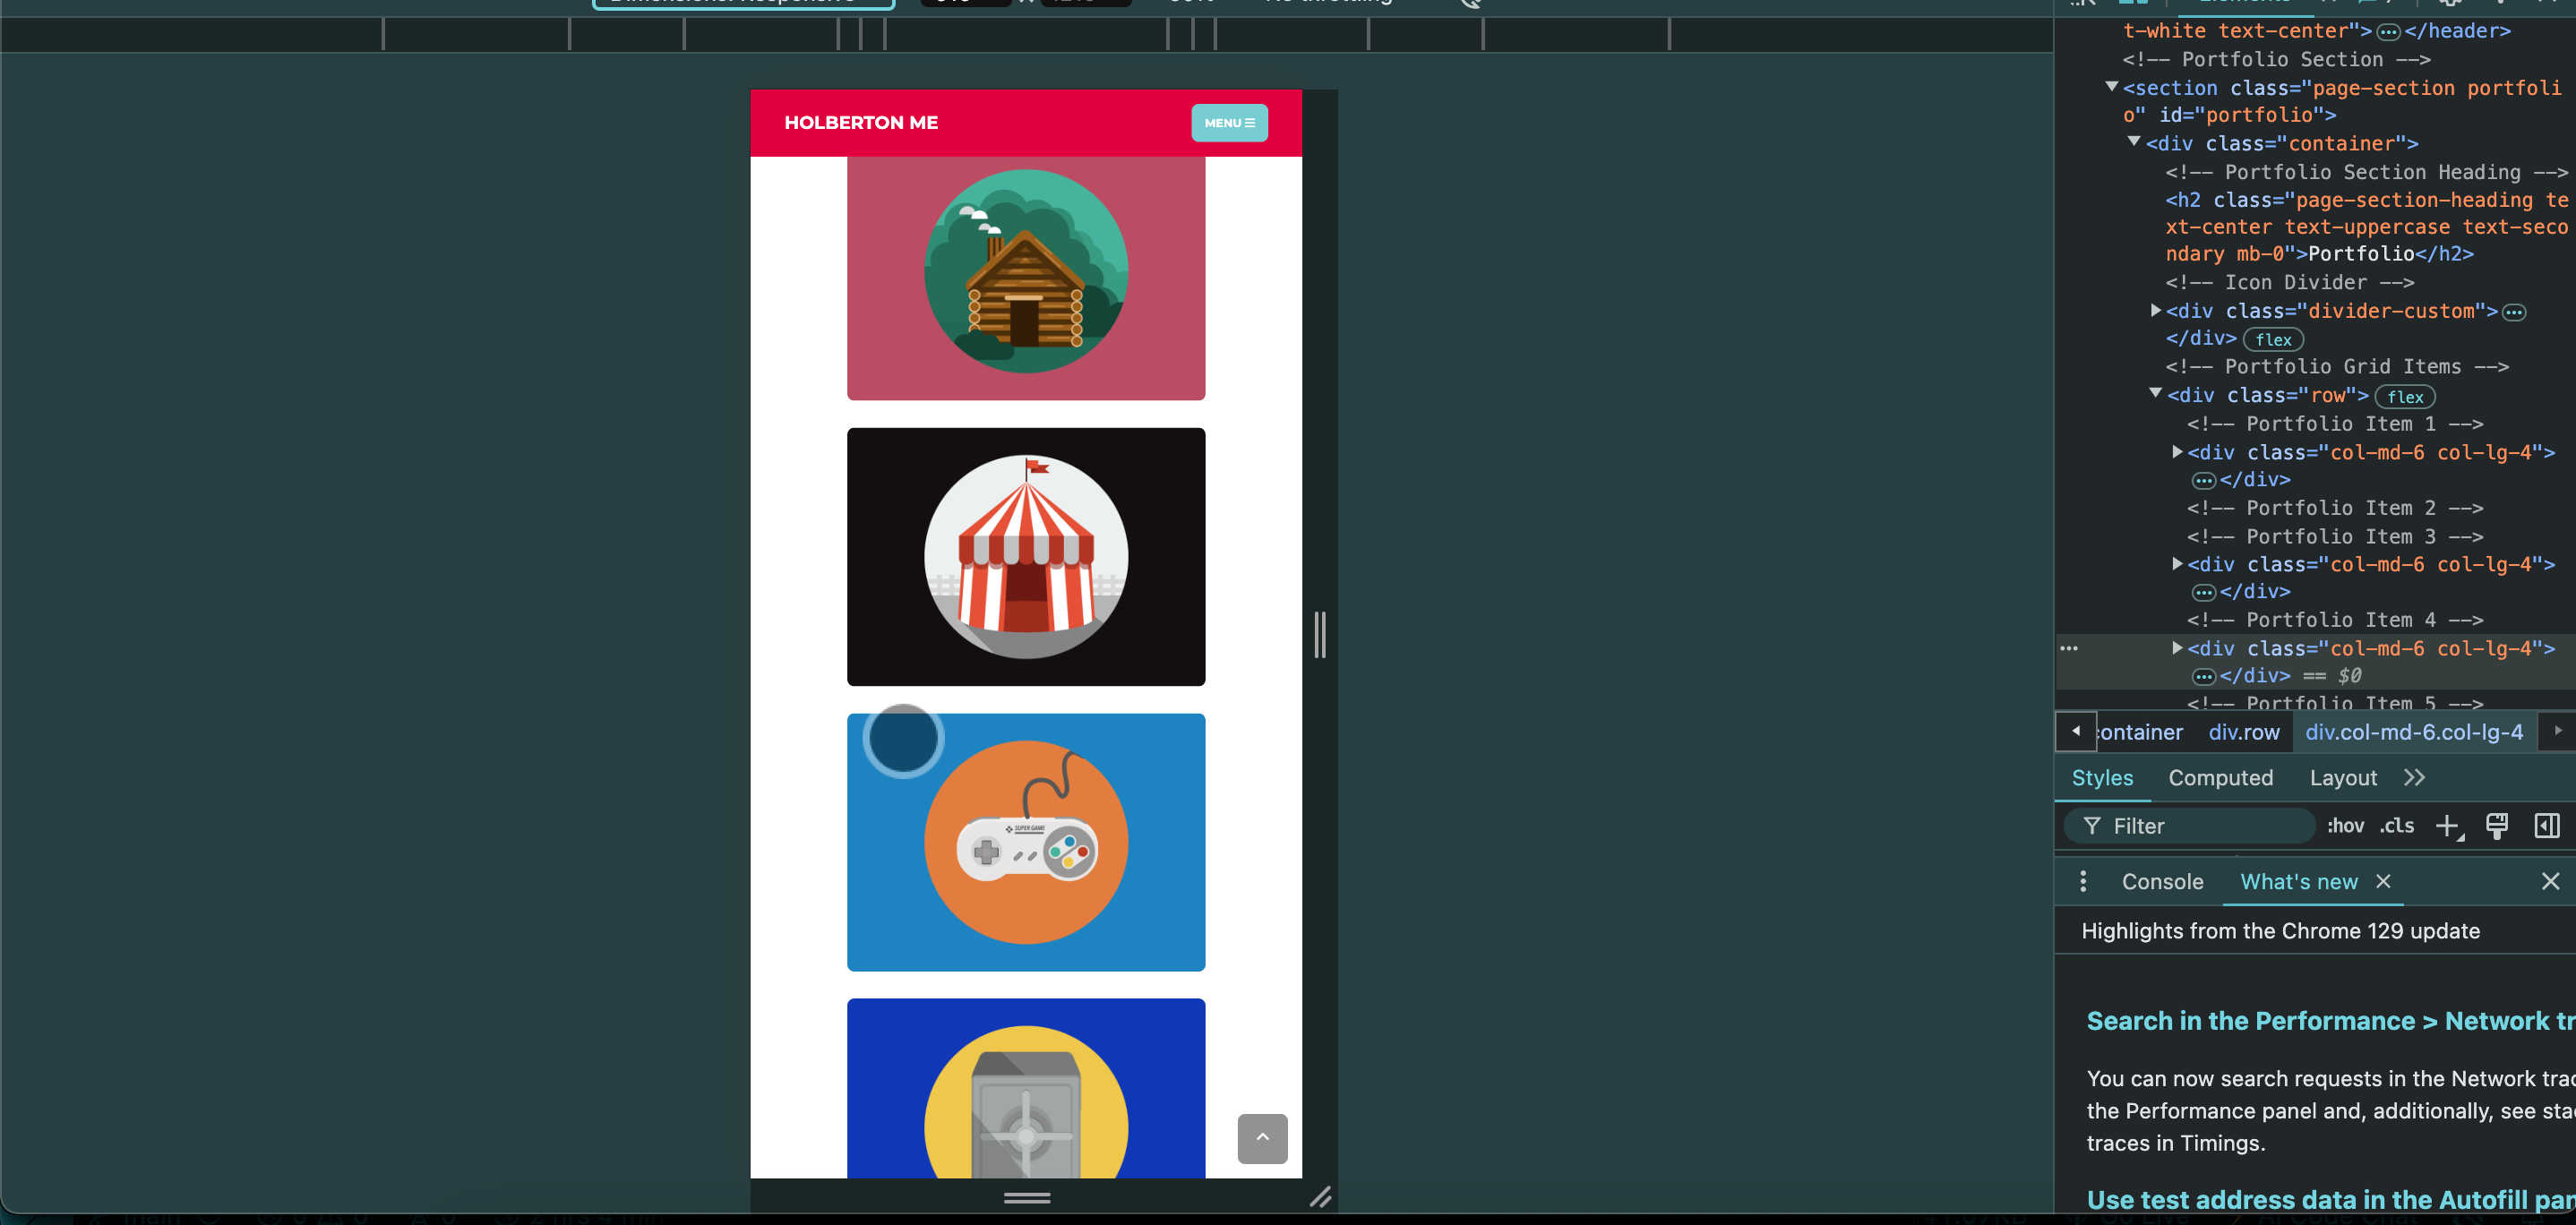 HOLBERTON ME
MENU
SUPER GAME
t-white text-center">⋯</header>
<!-- Portfolio Section -->
<section class="page-section portfoli
o" id="portfolio">
<div class="container">
<!-- Portfolio Section Heading -->
<h2 class="page-section-heading te
xt-center text-uppercase text-seco
ndary mb-0">Portfolio</h2>
<!-- Icon Divider -->
<div class="divider-custom">⋯
</div> flex
<!-- Portfolio Grid Items -->
<div class="row"> flex
<!-- Portfolio Item 1 -->
<div class="col-md-6 col-lg-4">
⋯</div>
<!-- Portfolio Item 2 -->
<!-- Portfolio Item 3 -->
<div class="col-md-6 col-lg-4">
⋯</div>
<!-- Portfolio Item 4 -->
<div class="col-md-6 col-lg-4">
⋯</div> == $0
<!-- Portfolio Item 5 -->
container div.row div.col-md-6.col-lg-4
Styles Computed Layout
Filter :hov .cls
Console What's new
Highlights from the Chrome 129 update
Search in the Performance > Network tr
You can now search requests in the Network trac
the Performance panel and, additionally, see sta
traces in Timings.
Use test address data in the Autofill pan